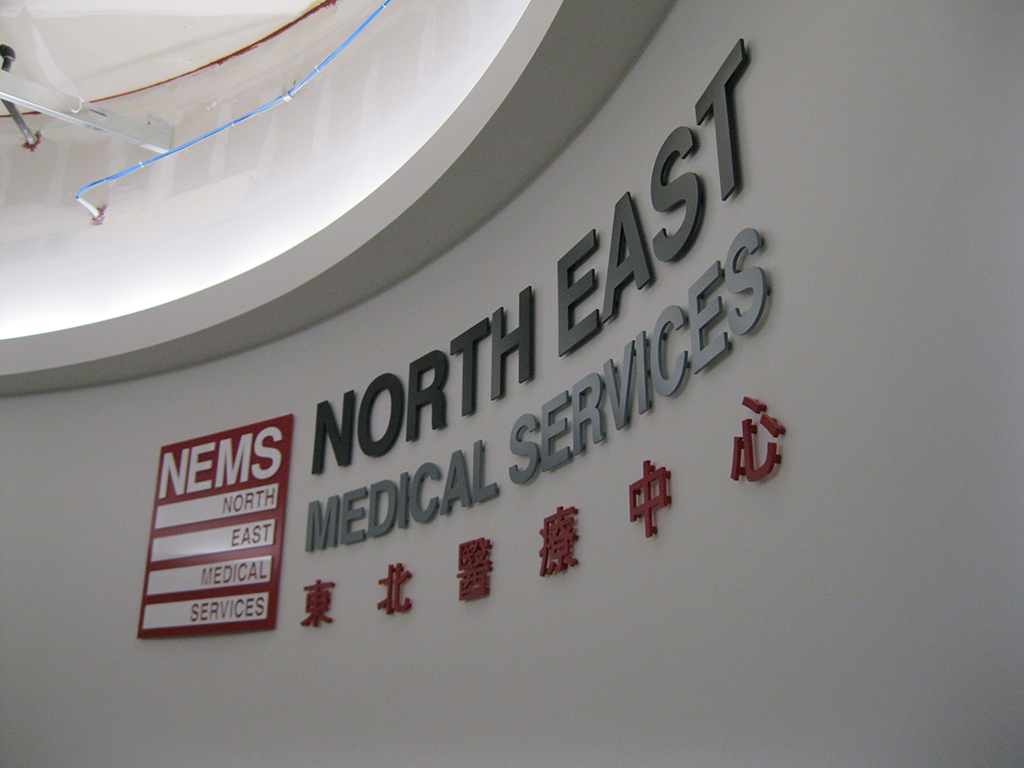 NEMS
NORTH
EAST
MEDICAL
SERVICES
NORTH EAST
MEDICAL SERVICES
東北醫療中心